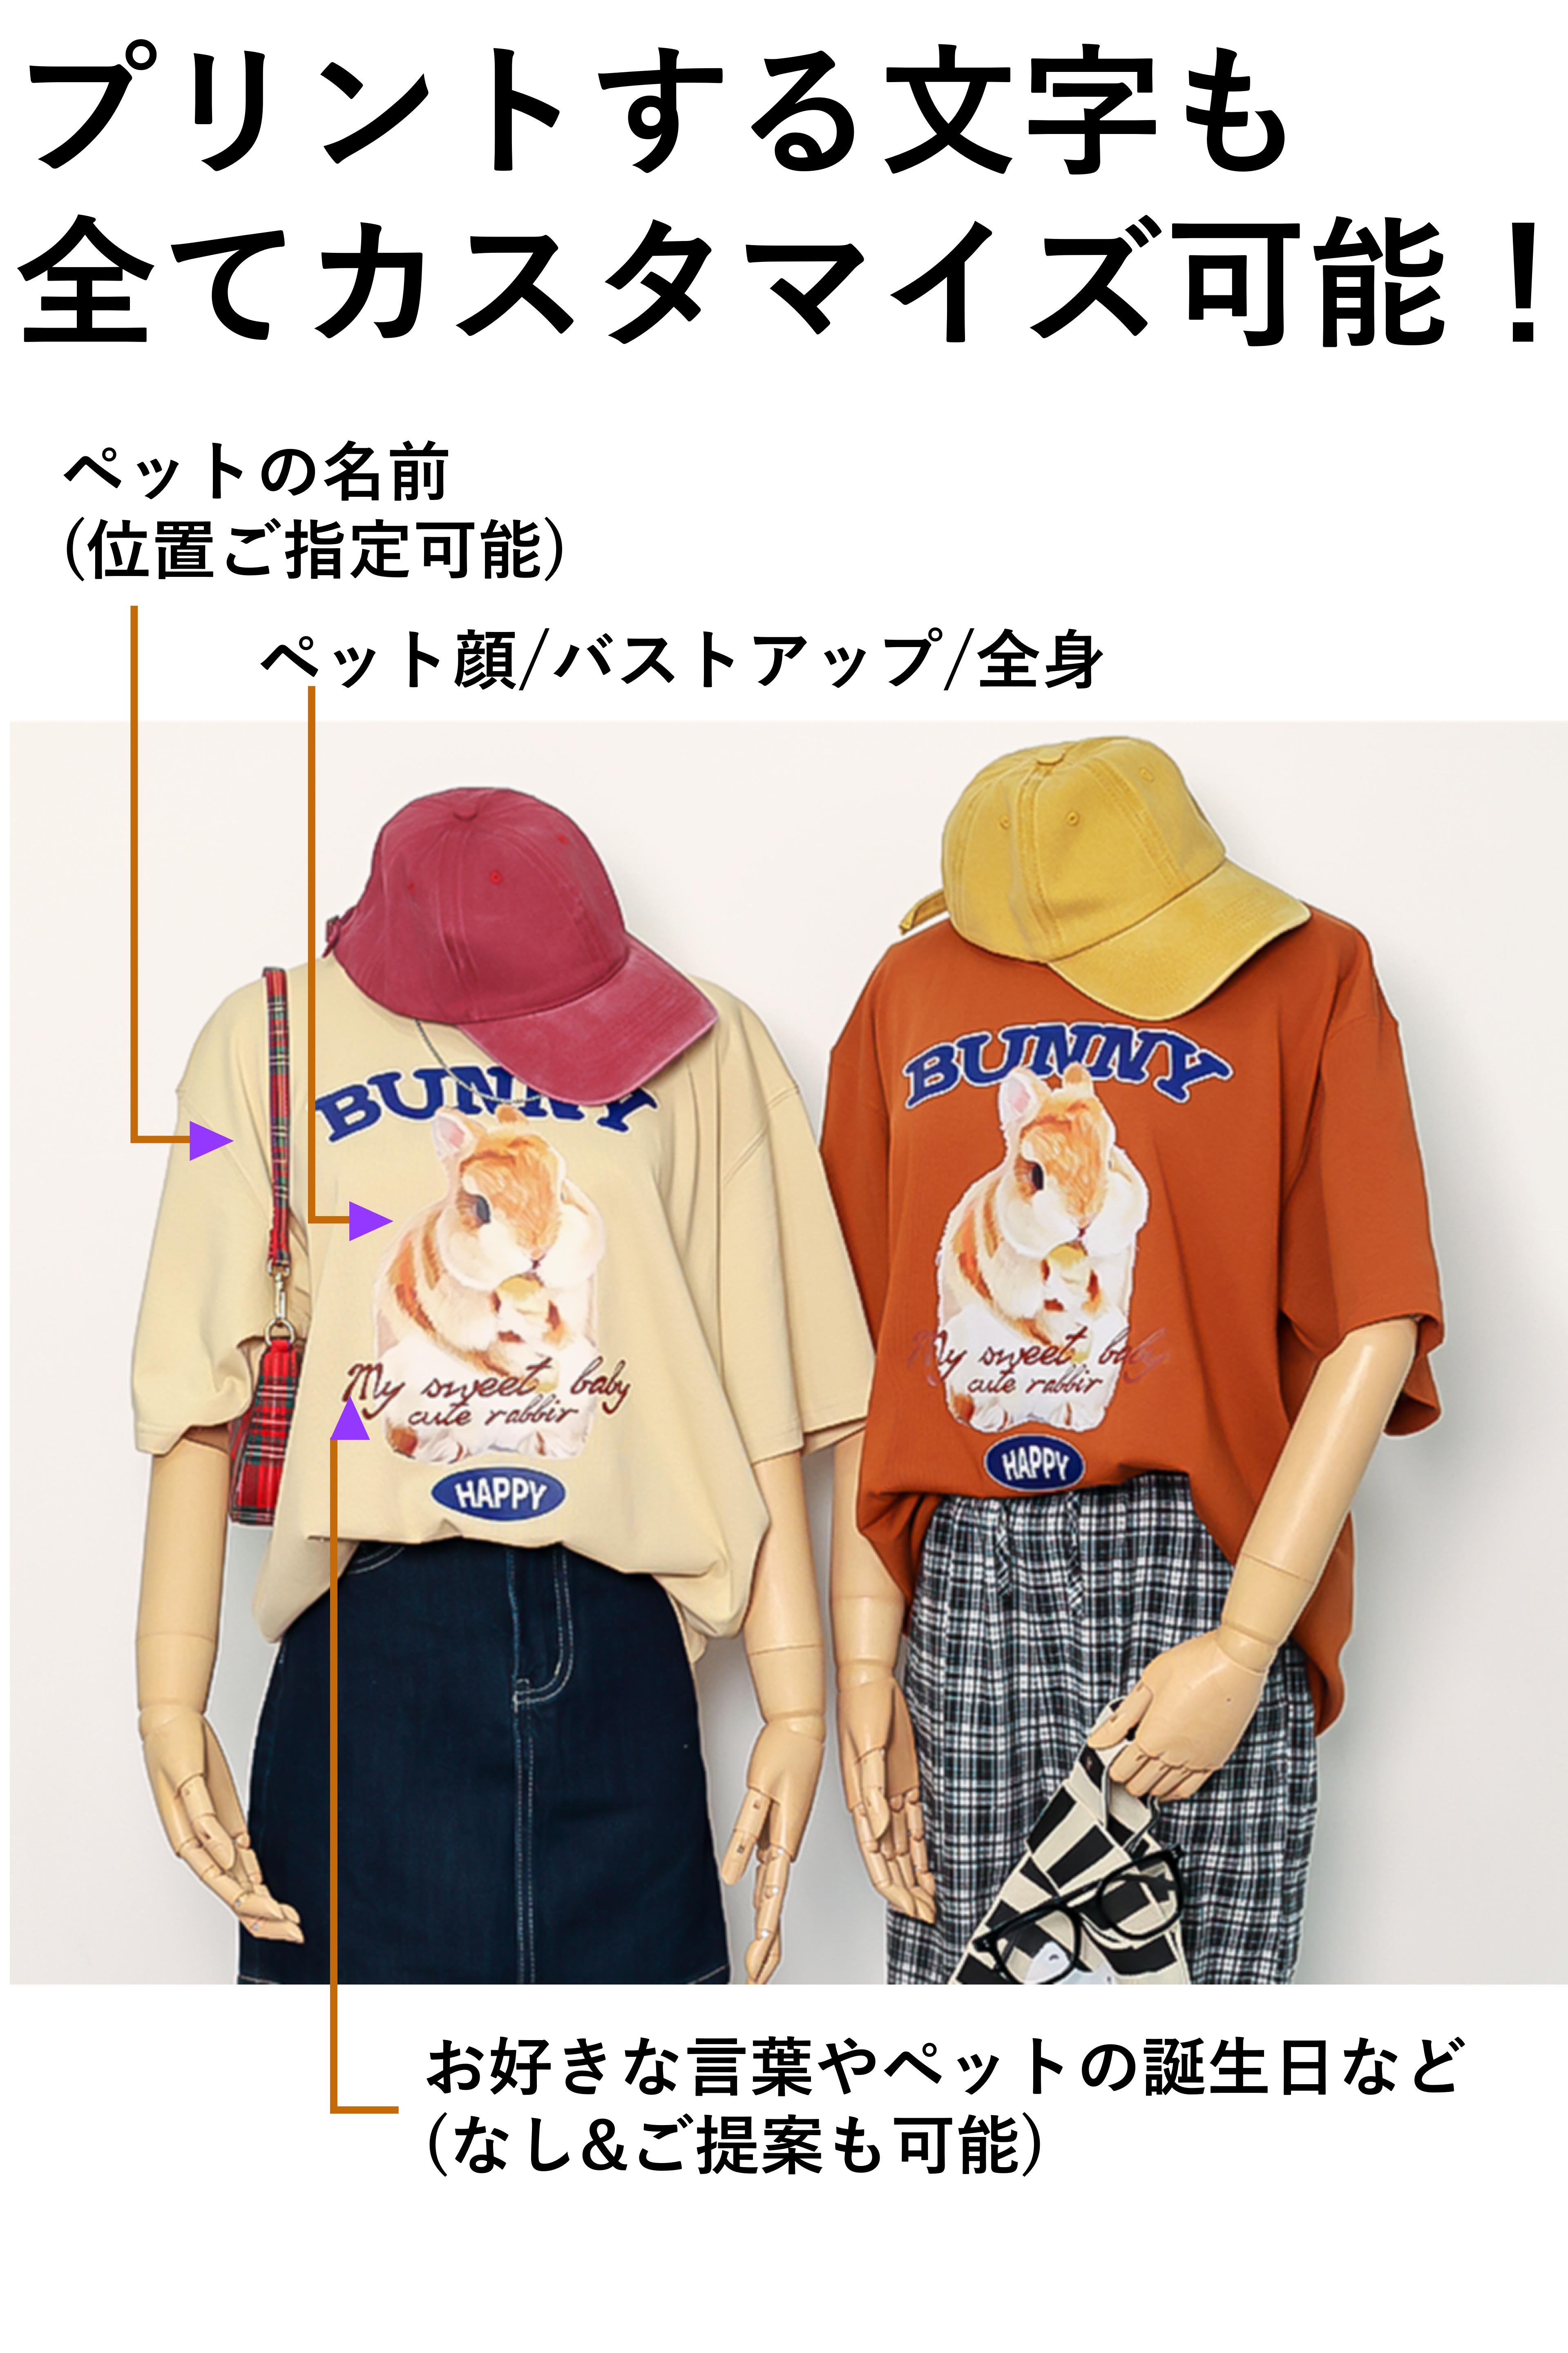 プリントする文字も
全てカスタマイズ可能！
ペットの名前
(位置ご指定可能)
ペット顔/バストアップ/全身
BUNNY
My sweet baby
cute rabbir
HAPPY
BUNNY
My sweet baby
cute rabbir
HAPPY
お好きな言葉やペットの誕生日など
(なし&ご提案も可能)